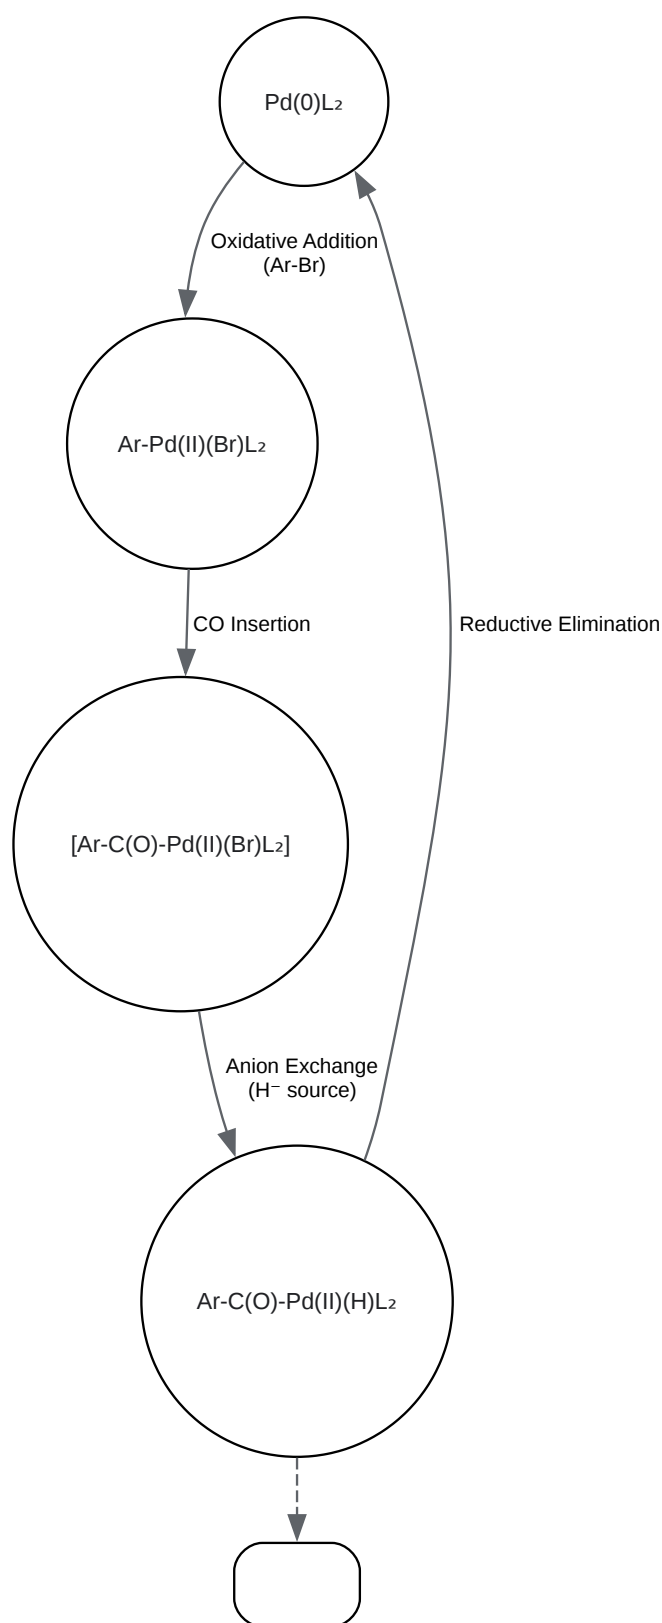 Pd(0)L₂
Oxidative Addition
(Ar-Br)
Ar-Pd(II)(Br)L₂
CO Insertion
Reductive Elimination
[Ar-C(O)-Pd(II)(Br)L₂]
Anion Exchange
(H⁻ source)
Ar-C(O)-Pd(II)(H)L₂